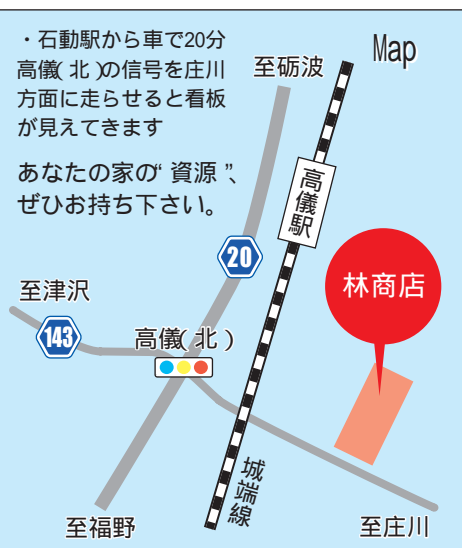 ・石動駅から車で20分
高儀(北)の信号を庄川
方面に走らせると看板
が見えてきます
あなたの家の“資源”、
ぜひお持ち下さい。
Map
至砺波
高儀駅
20
林商店
至津沢
143
高儀(北)
城端線
至福野
至庄川